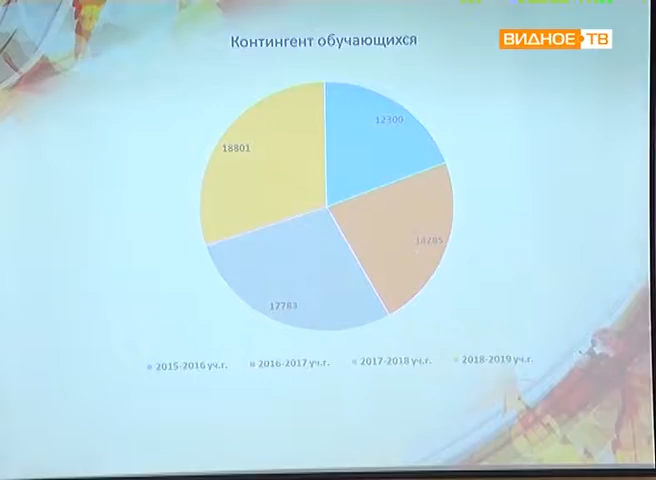 Контингент обучающихся
ВИДНОЕ ТВ
12300
18801
14285
17783
2015-2016 уч.г. 2016-2017 уч.г. 2017-2018 уч.г. 2018-2019 уч.г.